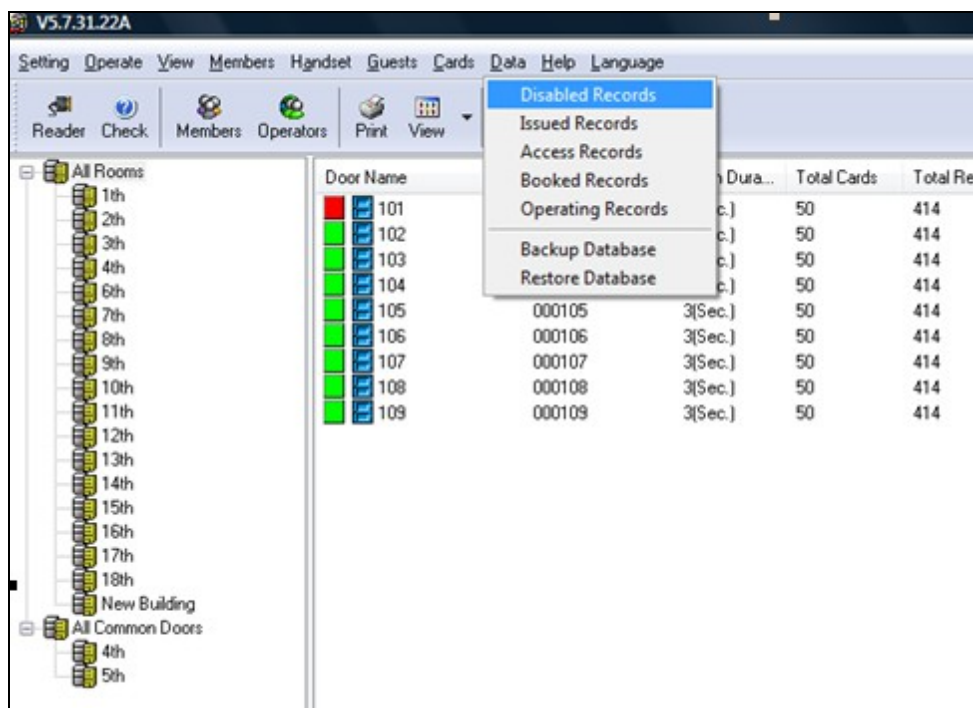 V5.7.31.22A
Setting Operate View Members Handset Guests Cards Data Help Language
Reader Check Members Operators Print View
Disabled Records
Issued Records
Access Records
Booked Records
Operating Records
Backup Database
Restore Database
All Rooms
1th
2th
3th
4th
6th
7th
8th
9th
10th
11th
12th
13th
14th
15th
16th
17th
18th
New Building
All Common Doors
4th
5th
Door Name Dura... Total Cards Total Re
101 c.) 50 414
102 c.) 50 414
103 c.) 50 414
104 c.) 50 414
105 000105 3(Sec.) 50 414
106 000106 3(Sec.) 50 414
107 000107 3(Sec.) 50 414
108 000108 3(Sec.) 50 414
109 000109 3(Sec.) 50 414